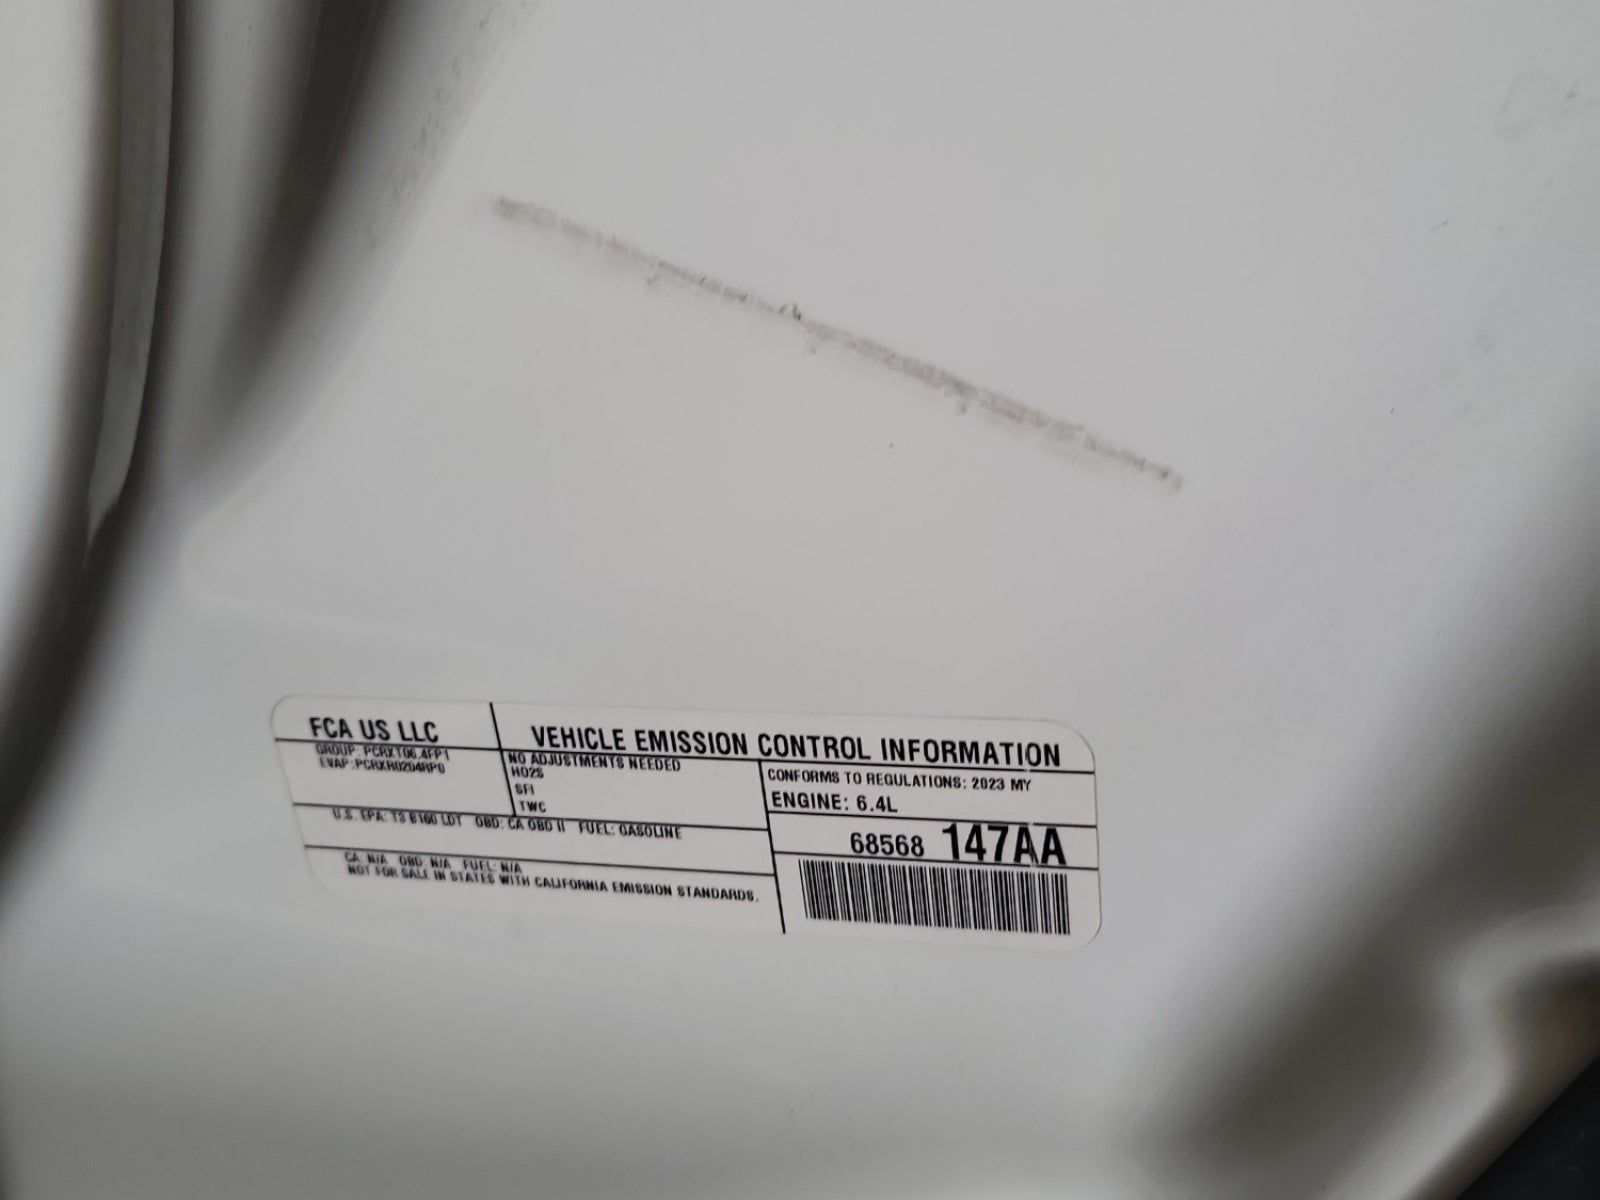 FCA US LLC
VEHICLE EMISSION CONTROL INFORMATION
GROUP: PCRXT06.4FP1
EVAP: PCRXR0204RP0
NO ADJUSTMENTS NEEDED
HO2S
SFI
TWC
CONFORMS TO REGULATIONS: 2023 MY
ENGINE: 6.4L
U.S. EPA: T3 B160 LDT OBD: CA OBD II FUEL: GASOLINE
68568 147AA
CA: N/A OBD: N/A FUEL: N/A
NOT FOR SALE IN STATES WITH CALIFORNIA EMISSION STANDARDS.